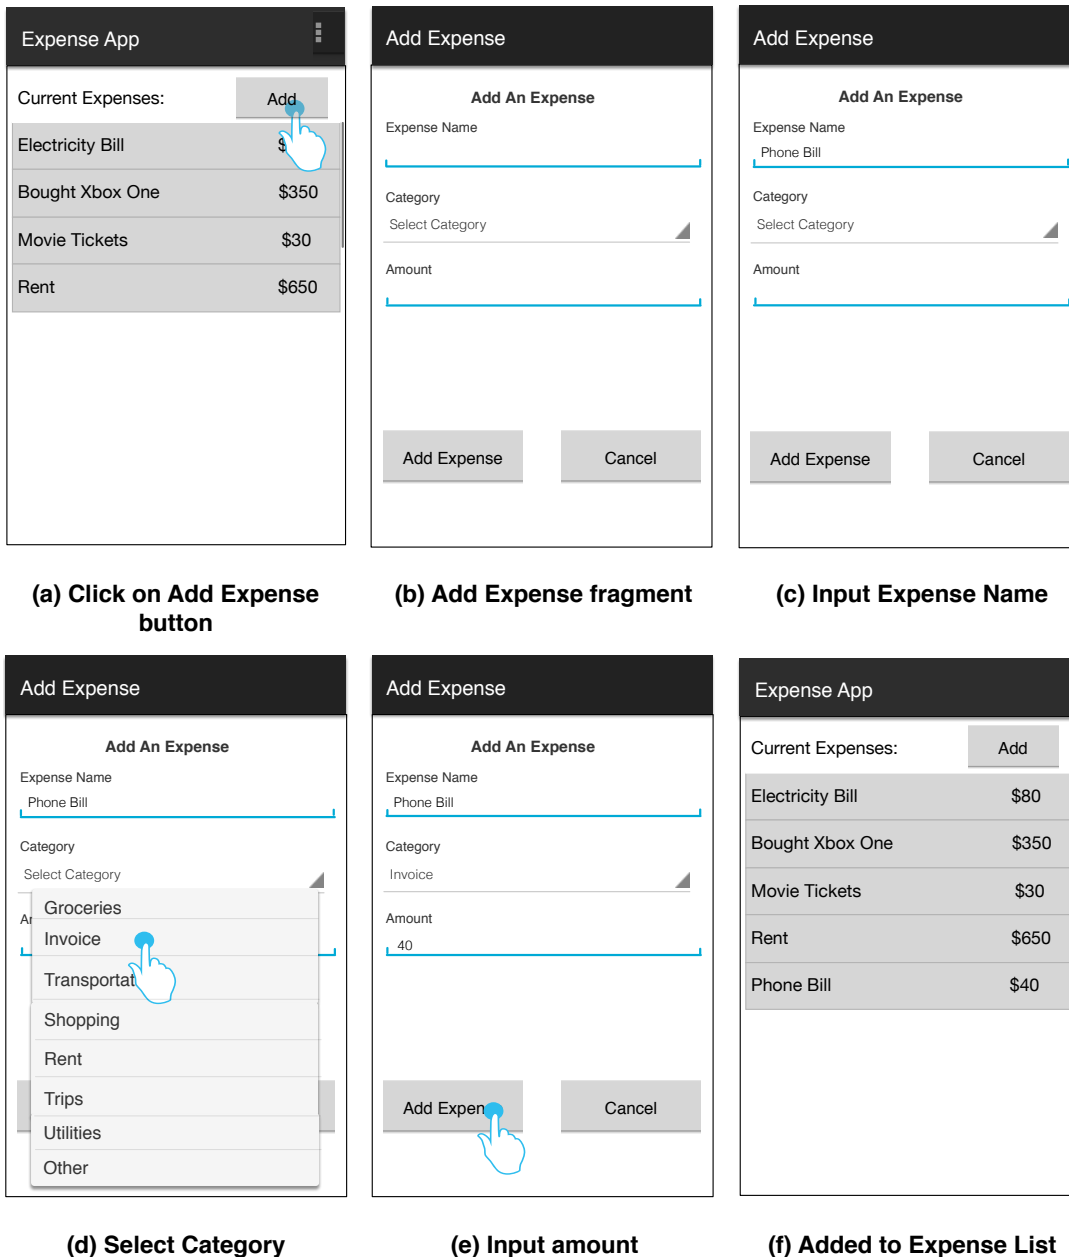 Expense App
Current Expenses: Add
Electricity Bill $
Bought Xbox One $350
Movie Tickets $30
Rent $650
(a) Click on Add Expense
button
Add Expense
Add An Expense
Expense Name
Category
Select Category
Amount
Add Expense Cancel
(b) Add Expense fragment
Add Expense
Add An Expense
Expense Name
Phone Bill
Category
Select Category
Amount
Add Expense Cancel
(c) Input Expense Name
Add Expense
Add An Expense
Expense Name
Phone Bill
Category
Select Category
Groceries
Invoice
Transportat
Shopping
Rent
Trips
Utilities
Other
(d) Select Category
Add Expense
Add An Expense
Expense Name
Phone Bill
Category
Invoice
Amount
40
Add Expen Cancel
(e) Input amount
Expense App
Current Expenses: Add
Electricity Bill $80
Bought Xbox One $350
Movie Tickets $30
Rent $650
Phone Bill $40
(f) Added to Expense List